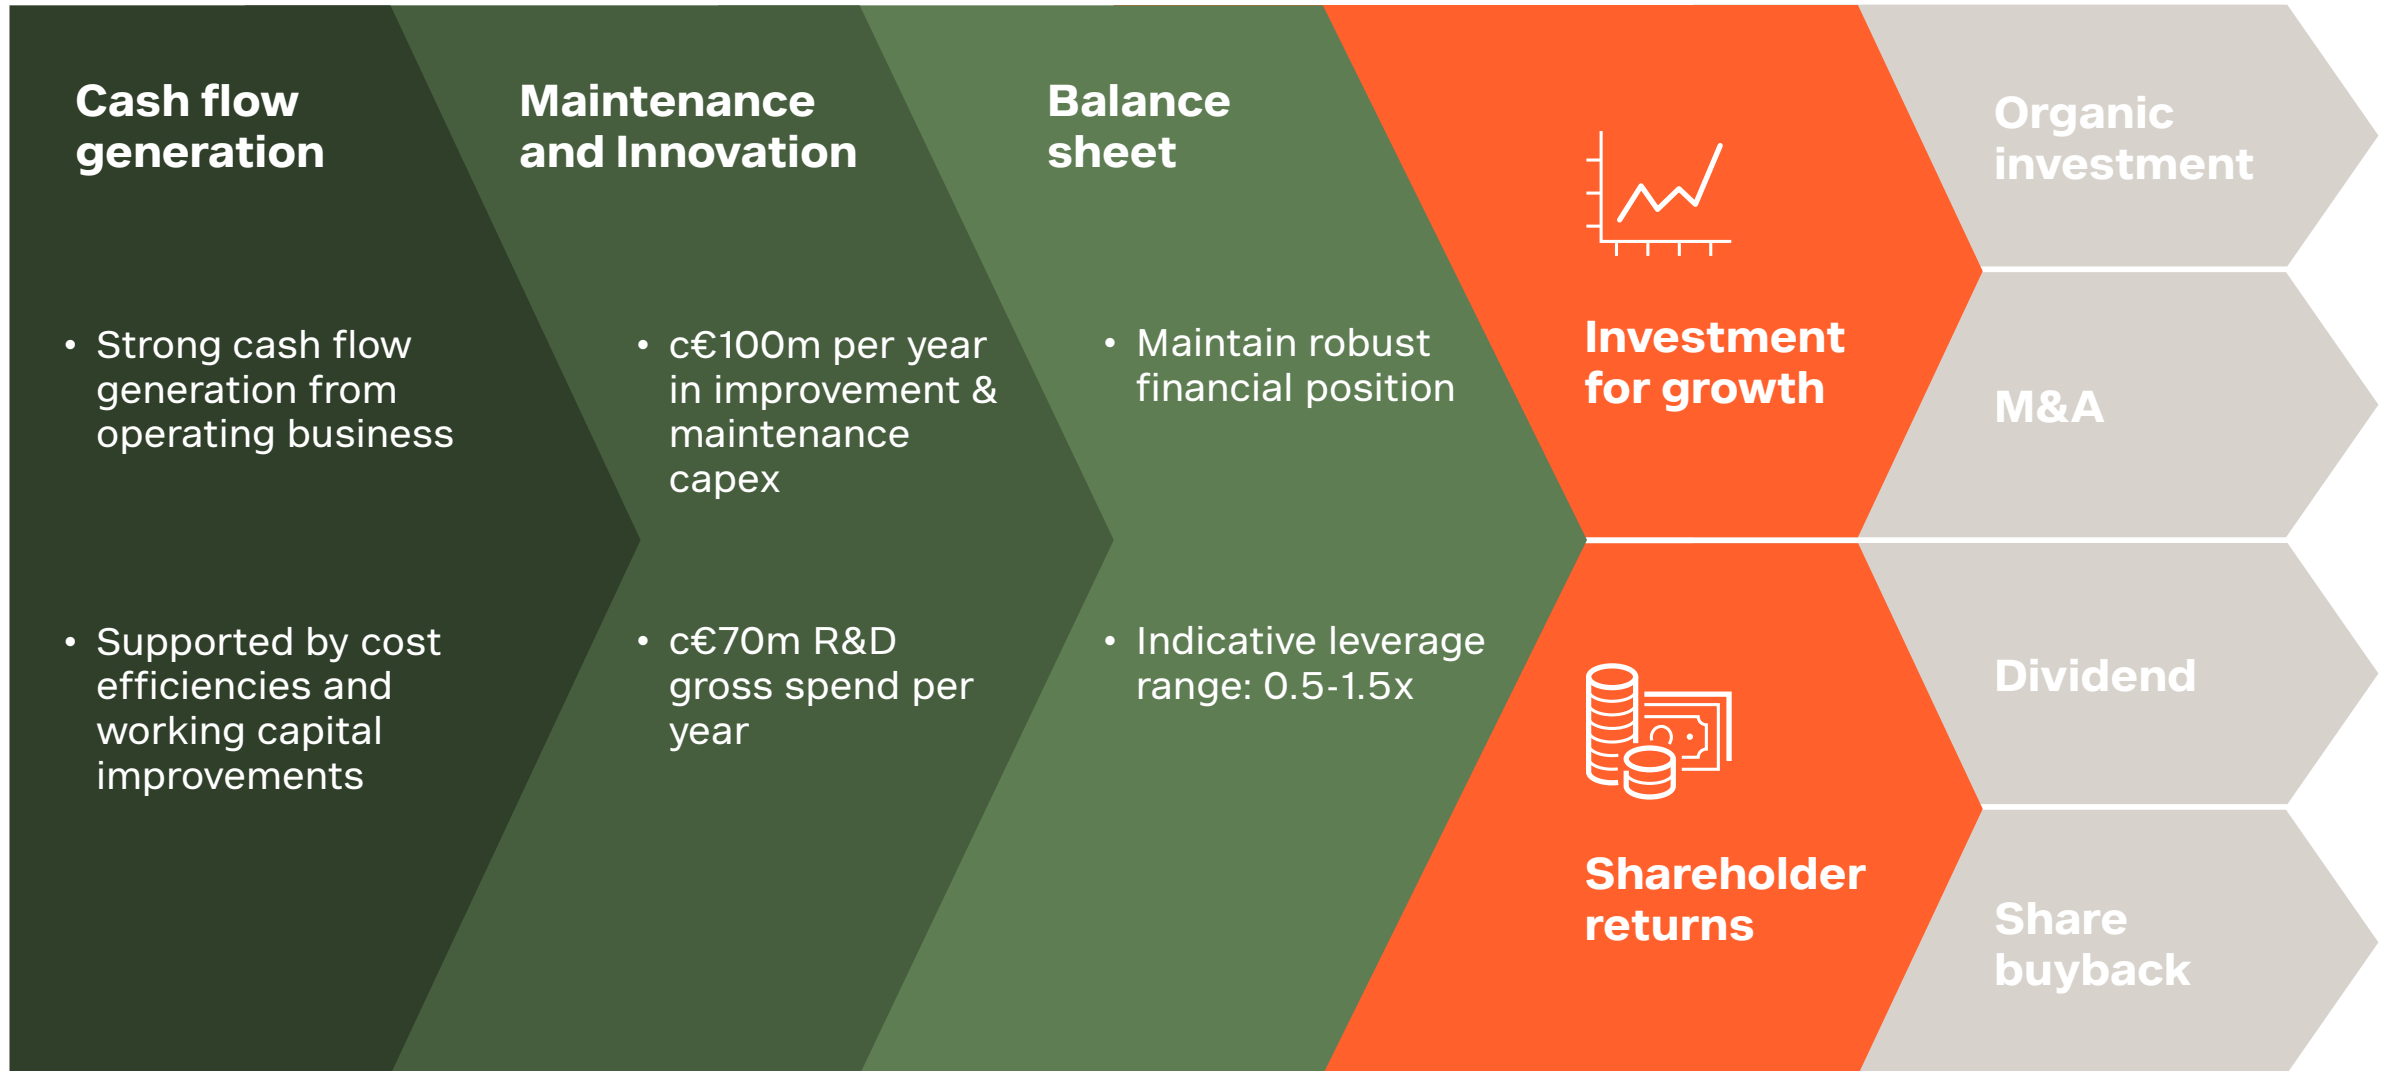 Cash flow
generation
• Strong cash flow
generation from
operating business
• Supported by cost
efficiencies and
working capital
improvements
Maintenance
and Innovation
• c€100m per year
in improvement &
maintenance
capex
• c€70m R&D
gross spend per
year
Balance
sheet
• Maintain robust
financial position
• Indicative leverage
range: 0.5-1.5x
Investment
for growth
Organic
investment
M&A
Shareholder
returns
Dividend
Share
buyback